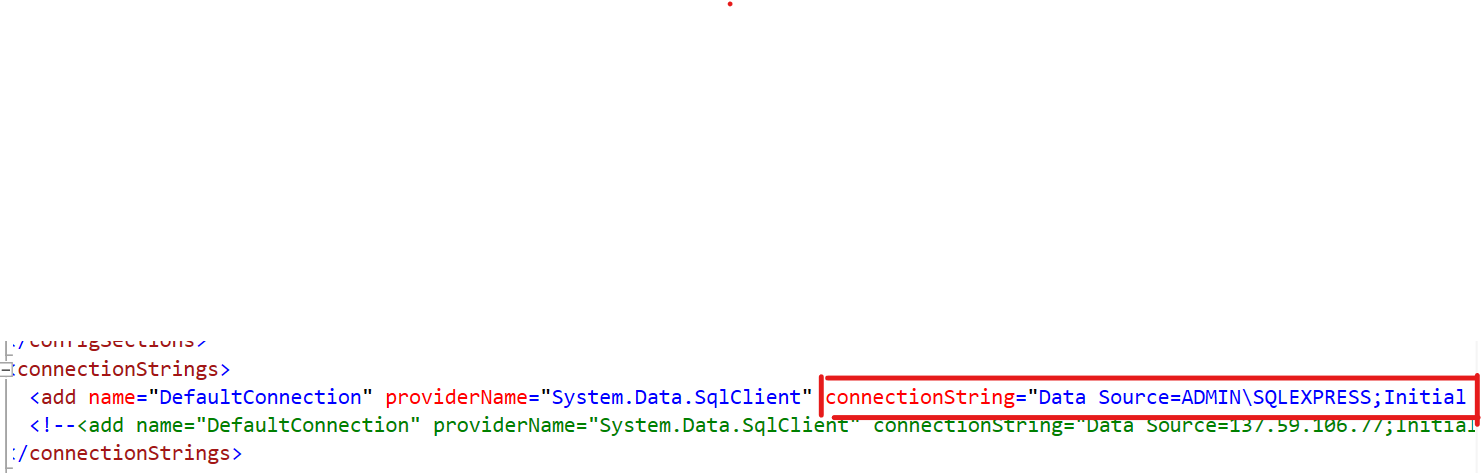 </configSections>
<connectionStrings>
<add name="DefaultConnection" providerName="System.Data.SqlClient" connectionString="Data Source=ADMIN\SQLEXPRESS;Initial
<!--<add name="DefaultConnection" providerName="System.Data.SqlClient" connectionString="Data Source=137.59.106.77;Initial
</connectionStrings>